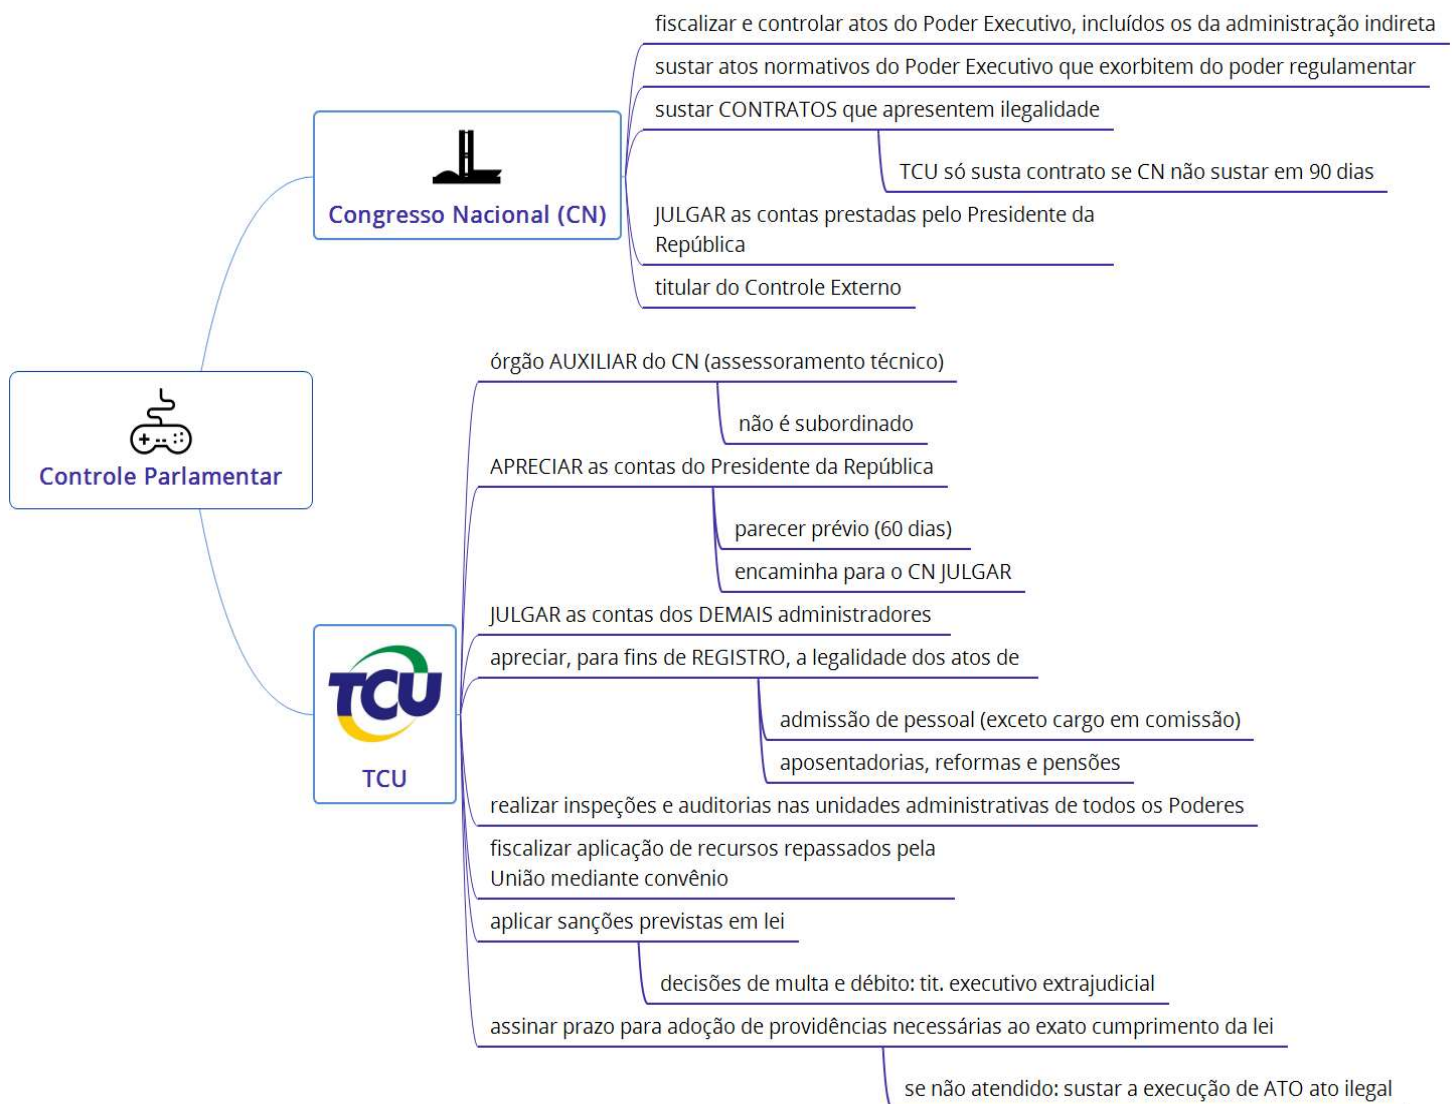 fiscalizar e controlar atos do Poder Executivo, incluídos os da administração indireta
sustar atos normativos do Poder Executivo que exorbitem do poder regulamentar
sustar CONTRATOS que apresentem ilegalidade
TCU só susta contrato se CN não sustar em 90 dias
Congresso Nacional (CN)
JULGAR as contas prestadas pelo Presidente da
República
titular do Controle Externo
órgão AUXILIAR do CN (assessoramento técnico)
não é subordinado
Controle Parlamentar
APRECIAR as contas do Presidente da República
parecer prévio (60 dias)
encaminha para o CN JULGAR
JULGAR as contas dos DEMAIS administradores
apreciar, para fins de REGISTRO, a legalidade dos atos de
admissão de pessoal (exceto cargo em comissão)
aposentadorias, reformas e pensões
TCU
TCU
realizar inspeções e auditorias nas unidades administrativas de todos os Poderes
fiscalizar aplicação de recursos repassados pela
União mediante convênio
aplicar sanções previstas em lei
decisões de multa e débito: tit. executivo extrajudicial
assinar prazo para adoção de providências necessárias ao exato cumprimento da lei
se não atendido: sustar a execução de ATO ato ilegal